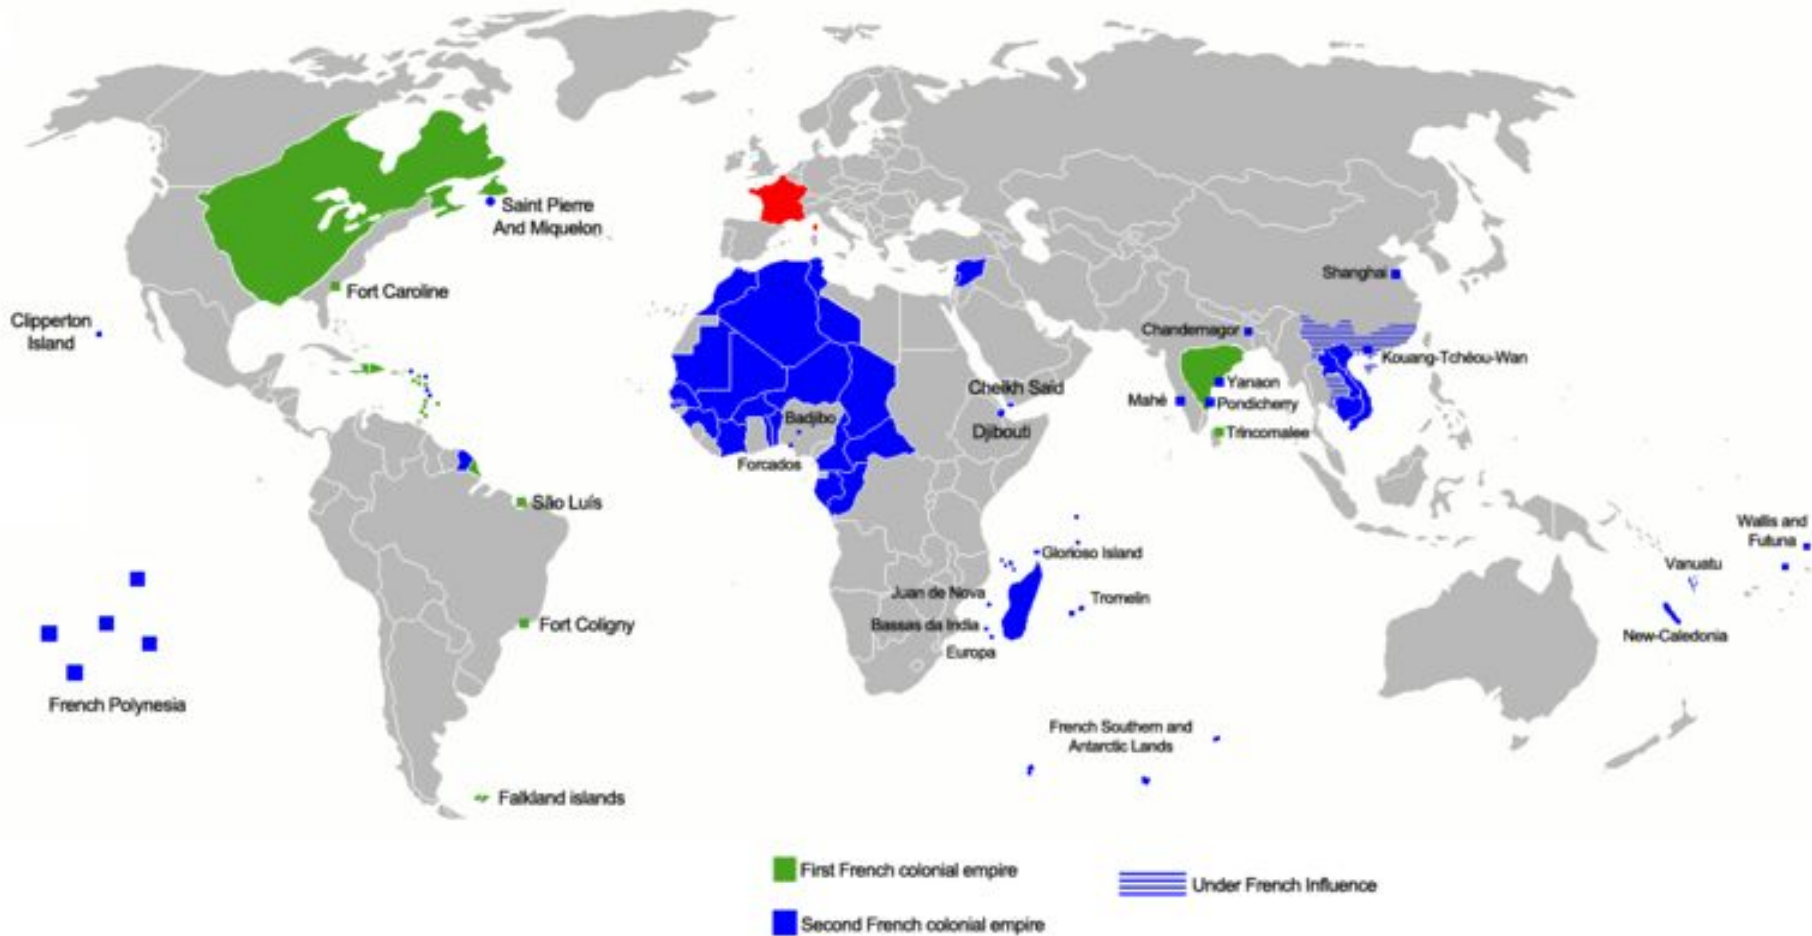 Saint Pierre
And Miquelon
Fort Caroline
Clipperton
Island
Shanghai
Chandernagor
Kouang-Tchéou-Wan
Cheikh Saïd
Yanaon
Mahé
Pondicherry
Badjibo
Djibouti
Trincomalee
Forcados
São Luís
Wallis and
Futuna
Glorioso Island
Vanuatu
Juan de Nova
Tromelin
Fort Coligny
Bassas da India
New-Caledonia
Europa
French Polynesia
French Southern and
Antarctic Lands
Falkland islands
First French colonial empire
Under French Influence
Second French colonial empire